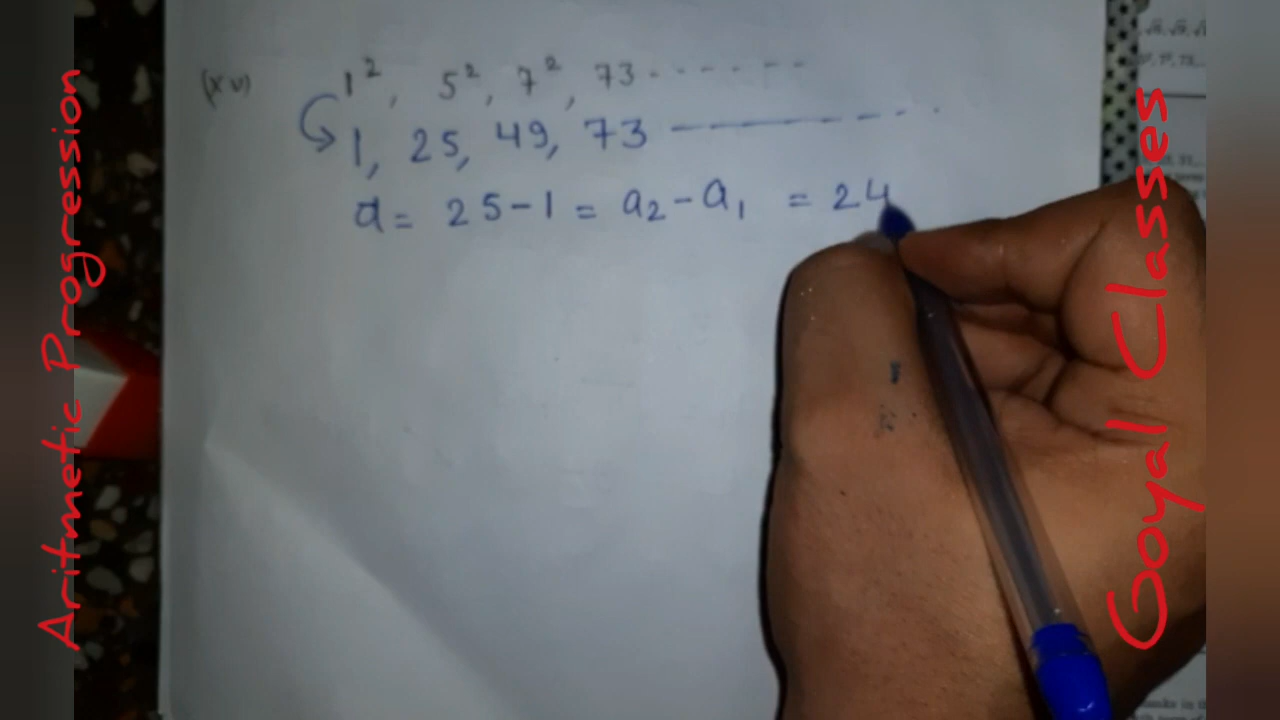 Aritmetic Progression
(xv) 1², 5², 7², 73.......
1, 25, 49, 73 -------
d = 25-1 = a₂-a₁ = 24
Goyal Classes